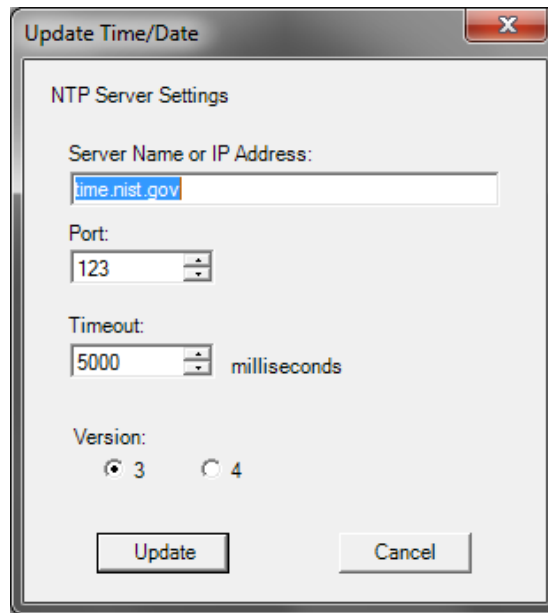 Update Time/Date
NTP Server Settings
Server Name or IP Address:
time.nist.gov
Port:
123
Timeout:
5000 milliseconds
Version:
3 4
Update Cancel